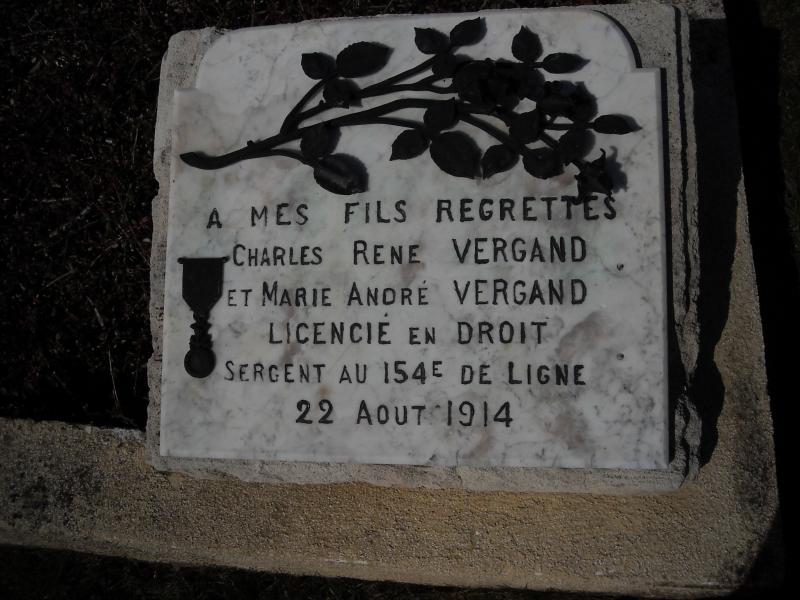 A MES FILS REGRETTES
CHARLES RENE VERGAND
ET MARIE ANDRÉ VERGAND
LICENCIÉ EN DROIT
SERGENT AU 154E DE LIGNE
22 AOUT 1914